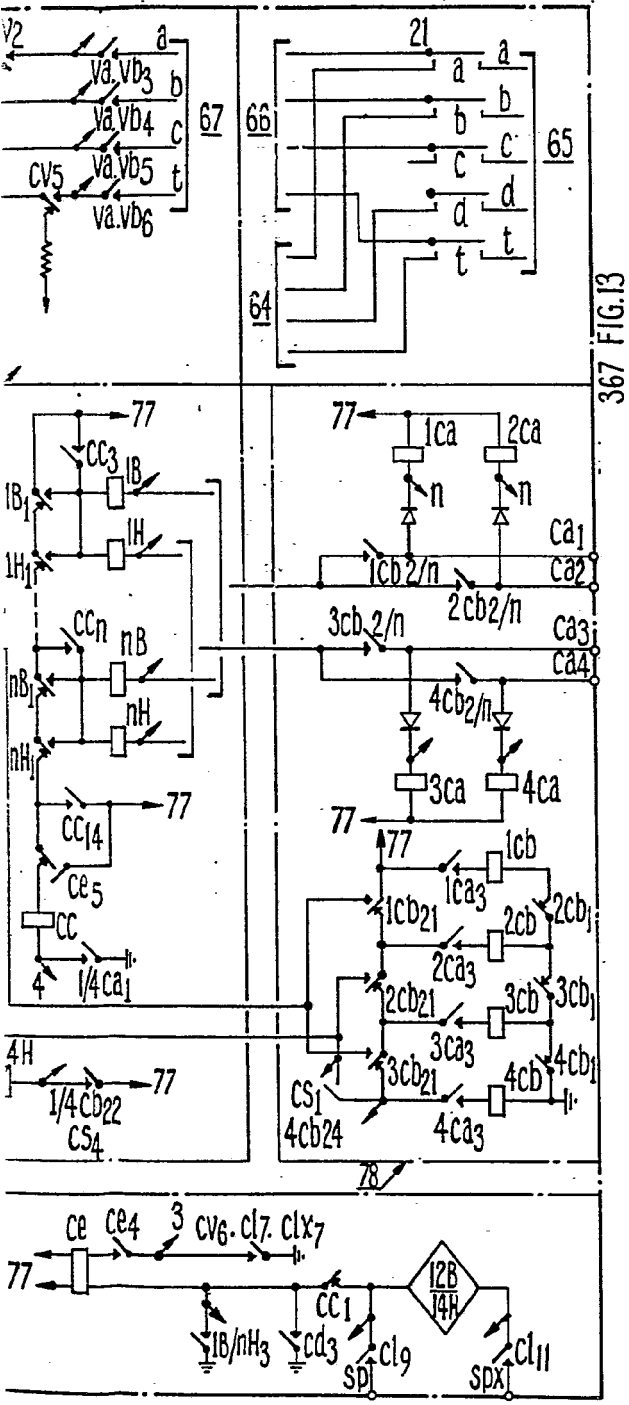 V2 a 21
va.vb3 b a a
va.vb4 c 67 66 b b
va.vb5 t c c 65
cv5 va.vb6 d d
t t
64
367 FIG.13
77 77 1ca 2ca
cc3 1B n n
1B1
1H ca1
1H1 1cb2/n ca2
2cb2/n
ccn nB 3cb2/n ca3
nB1 ca4
nH 4cb2/n
nH1
77 3ca 4ca
cc14 77
ce5 77 1cb
1ca3
cc 1cb21 2cb 2cb1
4 1/4ca1 2ca3
2cb21 3cb 3cb1
3ca3
4H 77 3cb21 4cb 4cb1
1/4cb22 cs1
cs4 4cb24 4ca3
78
ce ce4 3 cv6.cl7.clx7
77 12B
14H
cc1
1B/nH3 cd3 cl9 cl11
sp spx